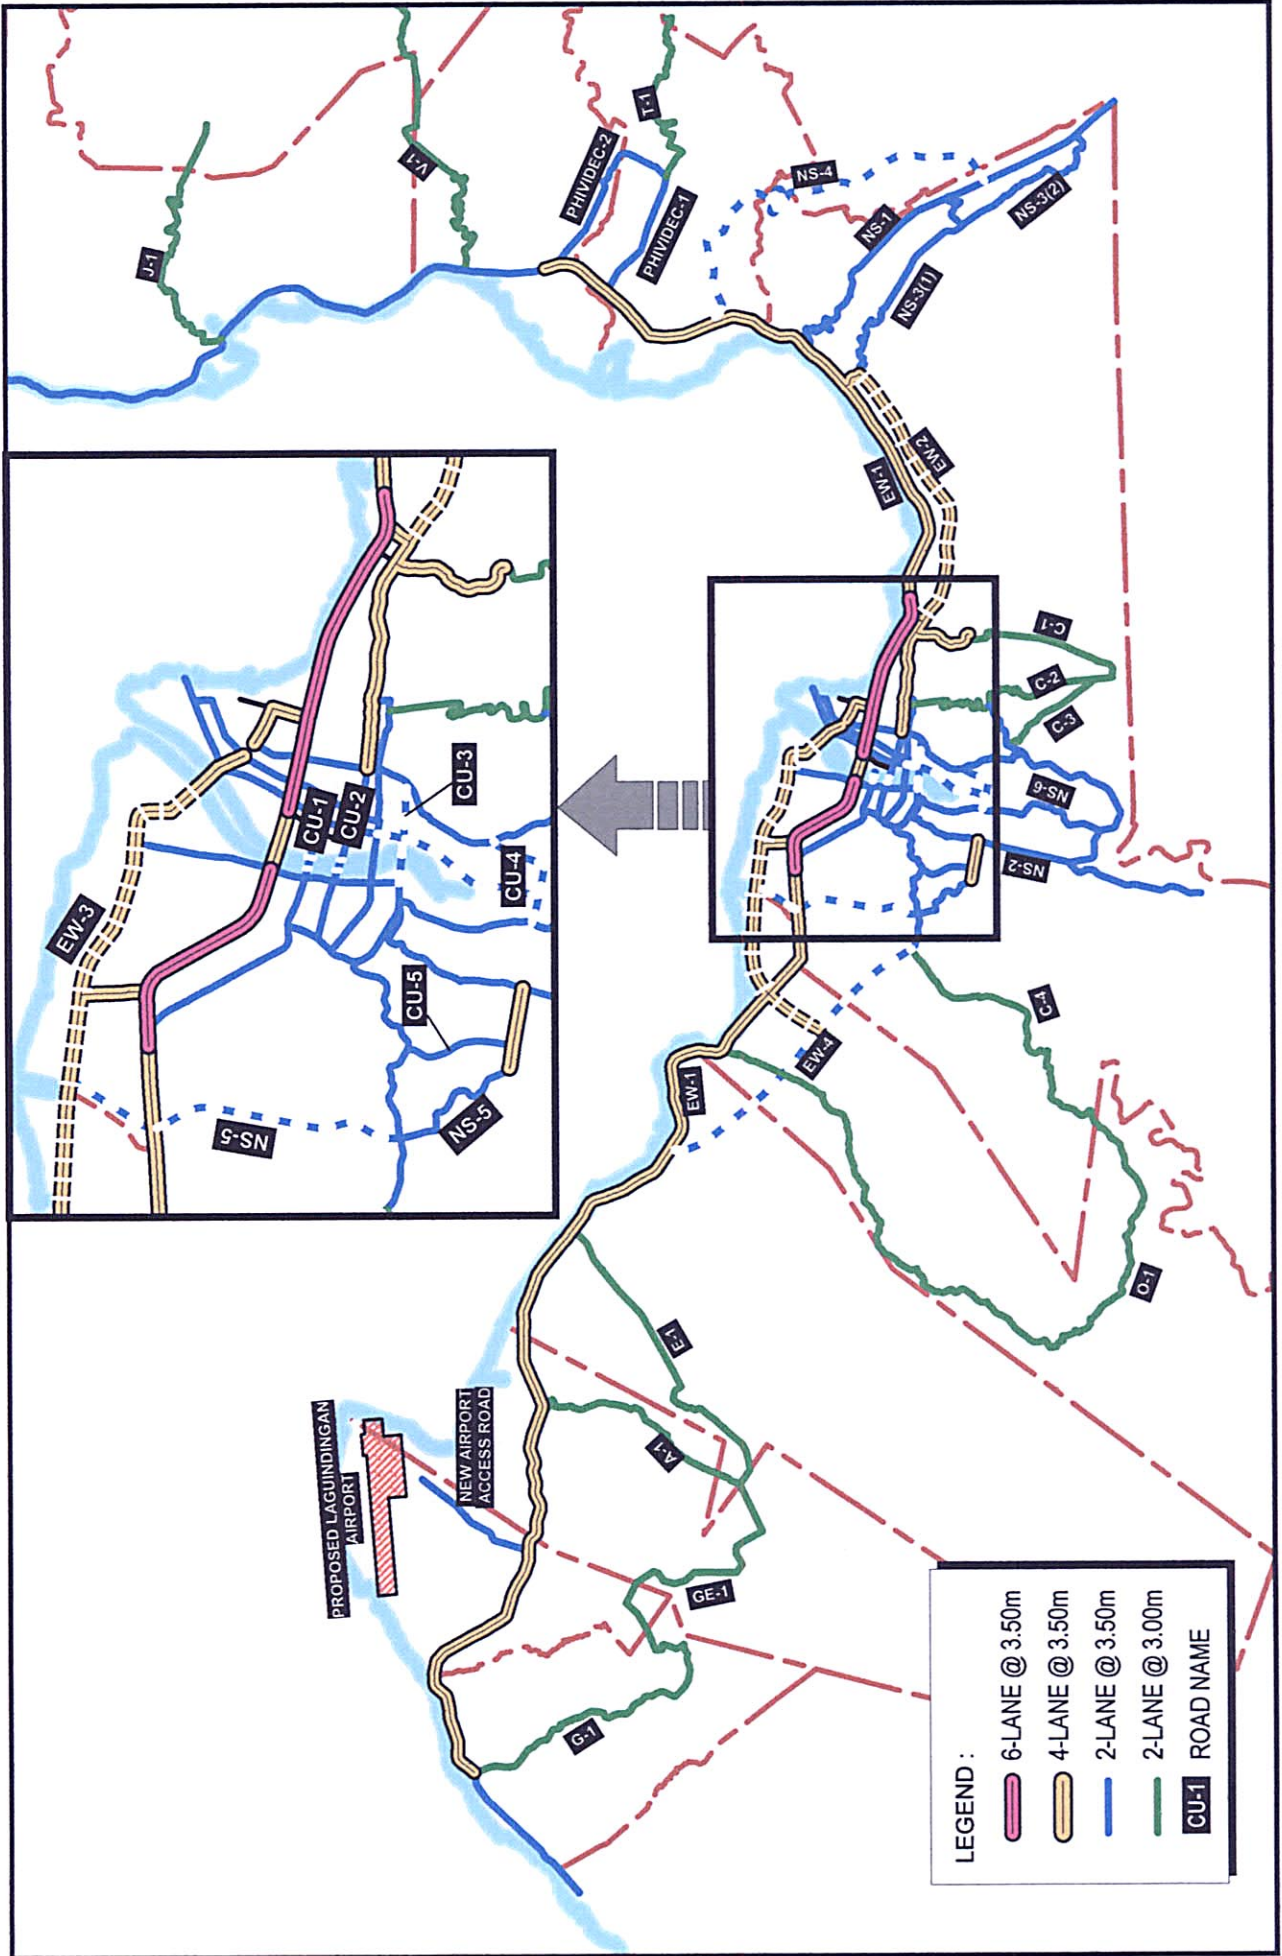 PROPOSED LAGUINDINGAN
AIRPORT
NEW AIRPORT
ACCESS ROAD
G-1
GE-1
A-1
E-1
EW-1
EW-4
O-1
C-4
NS-2
NS-6
C-3
C-2
C-1
EW-1
EW-2
NS-3(1)
NS-1
NS-3(2)
NS-4
PHIVIDEC-1
PHIVIDEC-2
T-1
V-1
J-1
EW-3
NS-5
NS-5
CU-5
CU-1
CU-2
CU-3
CU-4
LEGEND :
6-LANE @ 3.50m
4-LANE @ 3.50m
2-LANE @ 3.50m
2-LANE @ 3.00m
CU-1 ROAD NAME